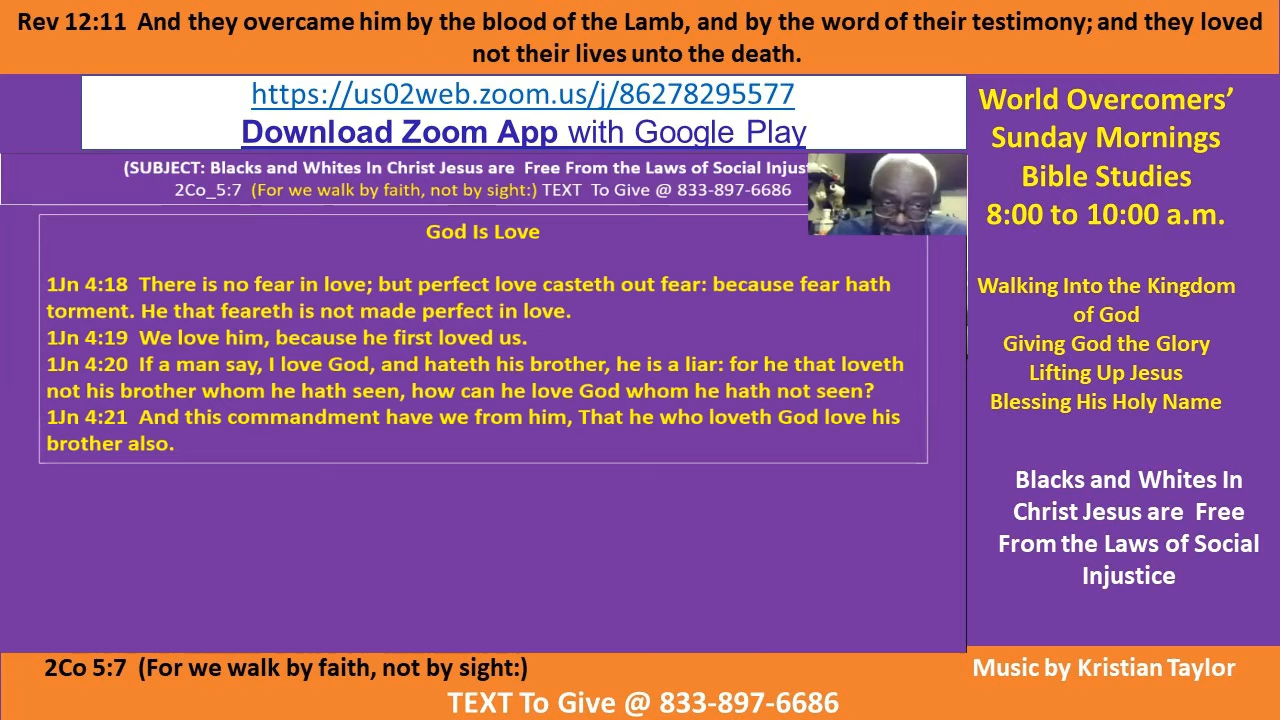 Rev 12:11  And they overcame him by the blood of the Lamb, and by the word of their testimony; and they loved
not their lives unto the death.
https://us02web.zoom.us/j/86278295577
Download Zoom App with Google Play
(SUBJECT: Blacks and Whites In Christ Jesus are  Free From the Laws of Social Injust
2Co_5:7  (For we walk by faith, not by sight:) TEXT  To Give @ 833-897-6686
God Is Love
1Jn 4:18  There is no fear in love; but perfect love casteth out fear: because fear hath
torment. He that feareth is not made perfect in love.
1Jn 4:19  We love him, because he first loved us.
1Jn 4:20  If a man say, I love God, and hateth his brother, he is a liar: for he that loveth
not his brother whom he hath seen, how can he love God whom he hath not seen?
1Jn 4:21  And this commandment have we from him, That he who loveth God love his
brother also.
World Overcomers’
Sunday Mornings
Bible Studies
8:00 to 10:00 a.m.
Walking Into the Kingdom
of God
Giving God the Glory
Lifting Up Jesus
Blessing His Holy Name
Blacks and Whites In
Christ Jesus are  Free
From the Laws of Social
Injustice
2Co 5:7  (For we walk by faith, not by sight:)
Music by Kristian Taylor
TEXT To Give @ 833-897-6686